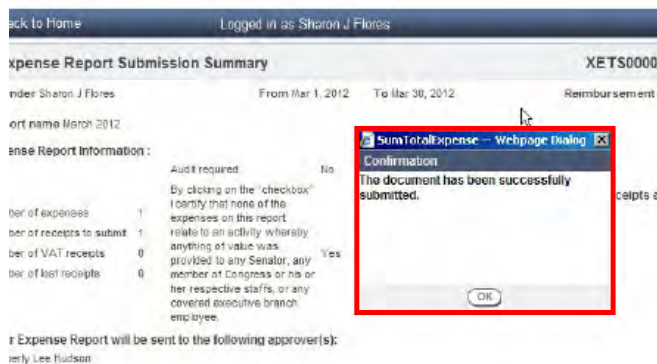 ack to Home Logged in as Sharon J Flores
xpense Report Submission Summary XETS0000
nder Sharon J Flores From Mar 1, 2012 To Mar 30, 2012 Reimbursement
ort name March 2012
ense Report Information :
Audit required No
By clicking on the "checkbox"
I certify that none of the
ber of expenses 1 expenses on this report
ber of receipts to submit 1 relate to an activity whereby
anything of value was
ber of VAT receipts 0 provided to any Senator, any Yes
ber of lost receipts 0 member of Congress or his or
her respective staffs, or any
covered executive branch
employee.
SumTotalExpense -- Webpage Dialog
Confirmation
The document has been successfully
submitted.
OK
ceipts a
r Expense Report will be sent to the following approver(s):
erly Lee Hudson